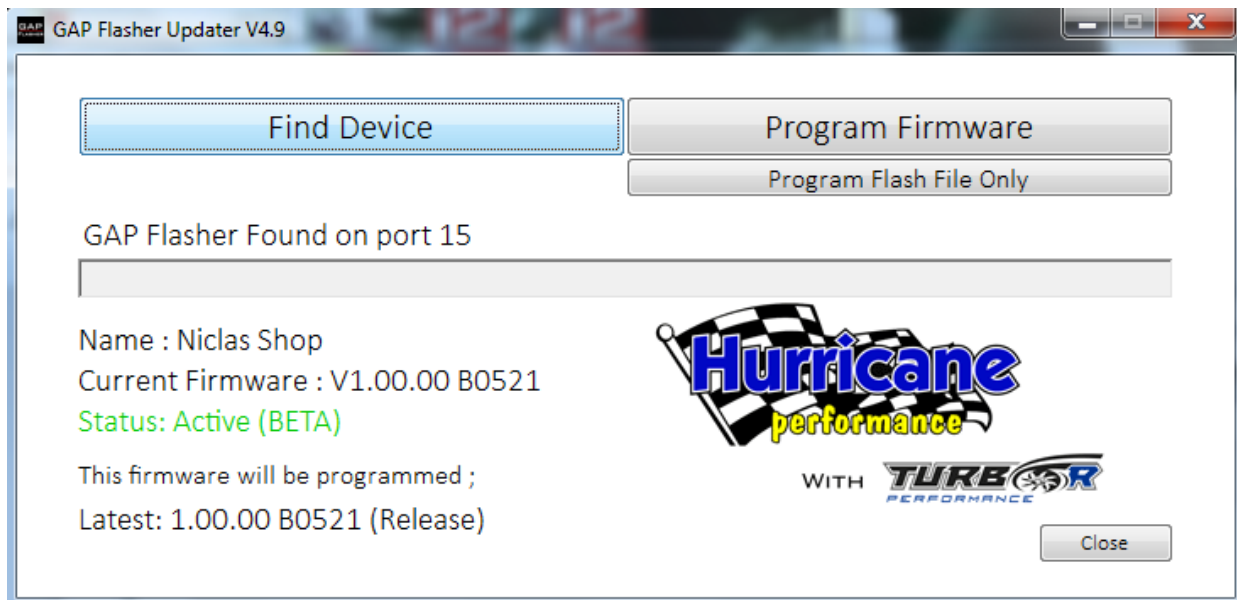 GAP Flasher Updater V4.9
Find Device
Program Firmware
Program Flash File Only
GAP Flasher Found on port 15
Name : Niclas Shop
Current Firmware : V1.00.00 B0521
Status: Active (BETA)
This firmware will be programmed ;
Latest: 1.00.00 B0521 (Release)
Hurricane
performance
WITH TURBOR
PERFORMANCE
Close